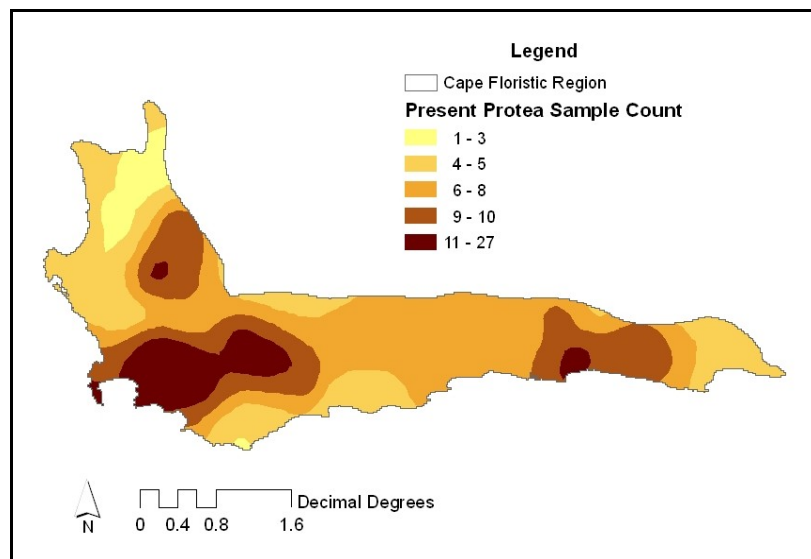 Legend
Cape Floristic Region
Present Protea Sample Count
1 - 3
4 - 5
6 - 8
9 - 10
11 - 27
N
Decimal Degrees
0 0.4 0.8 1.6